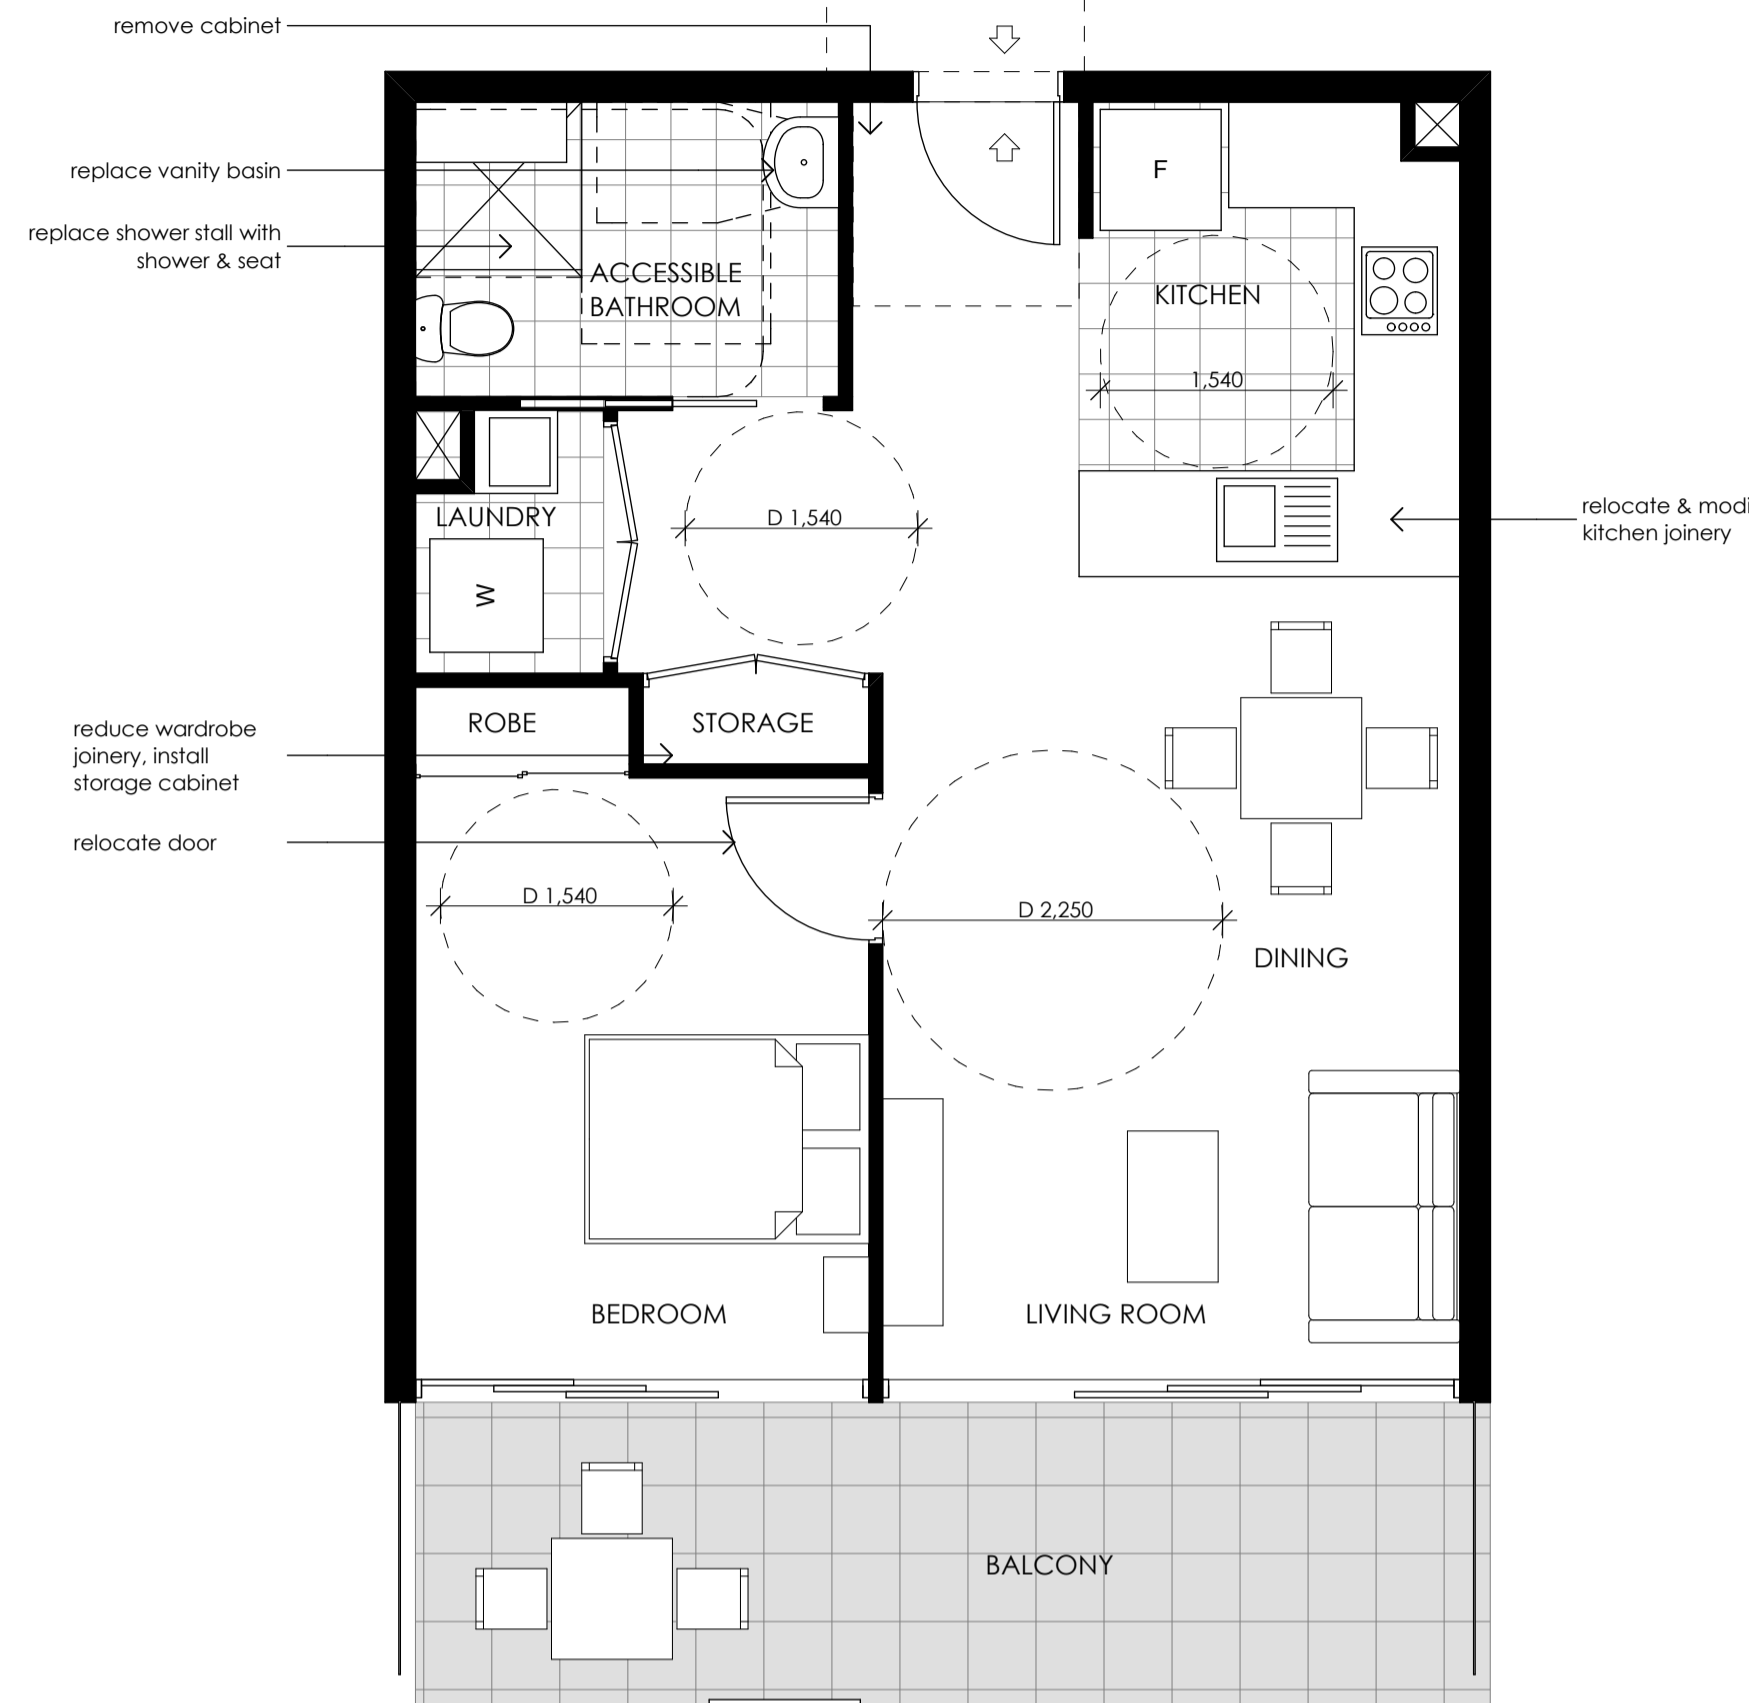 remove cabinet
replace vanity basin
replace shower stall with
shower & seat
ACCESSIBLE
BATHROOM
F
KITCHEN
1,540
LAUNDRY
W
D 1,540
relocate & modi
kitchen joinery
ROBE
STORAGE
reduce wardrobe
joinery, install
storage cabinet
relocate door
D 1,540
D 2,250
DINING
BEDROOM
LIVING ROOM
BALCONY